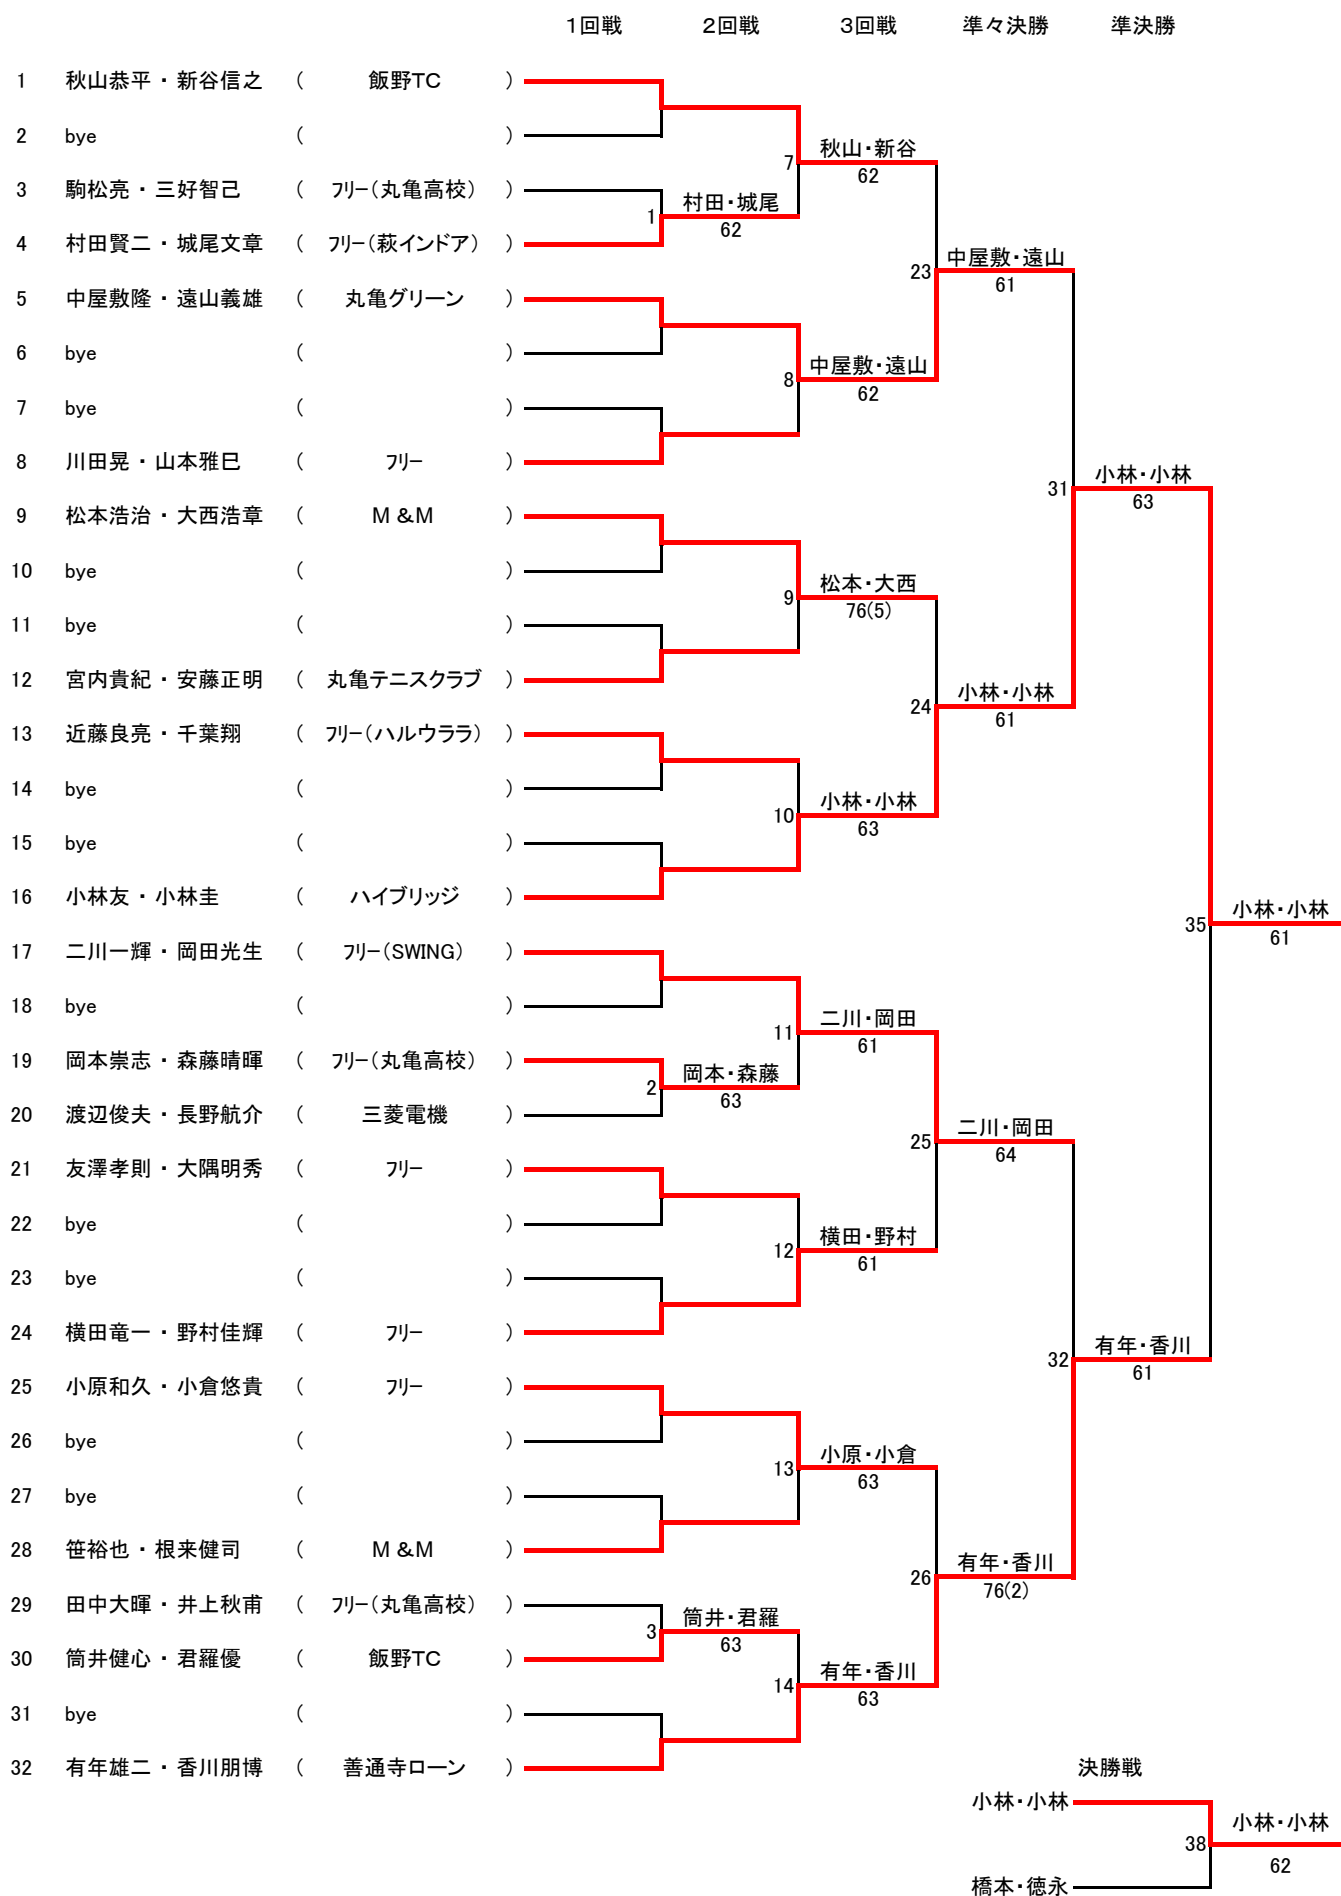 1回戦 2回戦 3回戦 準々決勝 準決勝
1 秋山恭平 ・ 新谷信之 ( 飯野TC )
2 bye ( )
7 秋山・新谷
62
3 駒松亮 ・ 三好智己 ( フリー(丸亀高校) )
1 村田・城尾
62
4 村田賢二 ・ 城尾文章 ( フリー(萩インドア) )
23 中屋敷・遠山
61
5 中屋敷隆 ・ 遠山義雄 ( 丸亀グリーン )
6 bye ( )
8 中屋敷・遠山
62
7 bye ( )
8 川田晃 ・ 山本雅巳 ( フリー )
31 小林・小林
63
9 松本浩治 ・ 大西浩章 ( M &M )
10 bye ( )
9 松本・大西
76(5)
11 bye ( )
12 宮内貴紀 ・ 安藤正明 ( 丸亀テニスクラブ )
24 小林・小林
61
13 近藤良亮 ・ 千葉翔 ( フリー(ハルウララ) )
14 bye ( )
10 小林・小林
63
15 bye ( )
16 小林友 ・ 小林圭 ( ハイブリッジ )
35 小林・小林
61
17 二川一輝 ・ 岡田光生 ( フリー(SWING) )
18 bye ( )
11 二川・岡田
61
19 岡本崇志 ・ 森藤晴暉 ( フリー(丸亀高校) )
2 岡本・森藤
63
20 渡辺俊夫 ・ 長野航介 ( 三菱電機 )
25 二川・岡田
64
21 友澤孝則 ・ 大隅明秀 ( フリー )
22 bye ( )
12 横田・野村
61
23 bye ( )
24 横田竜一 ・ 野村佳輝 ( フリー )
32 有年・香川
61
25 小原和久 ・ 小倉悠貴 ( フリー )
26 bye ( )
13 小原・小倉
63
27 bye ( )
28 笹裕也 ・ 根来健司 ( M &M )
26 有年・香川
76(2)
29 田中大暉 ・ 井上秋甫 ( フリー(丸亀高校) )
3 筒井・君羅
63
30 筒井健心 ・ 君羅優 ( 飯野TC )
14 有年・香川
63
31 bye ( )
32 有年雄二 ・ 香川朋博 ( 善通寺ローン )
決勝戦
小林・小林
38 小林・小林
62
橋本・徳永